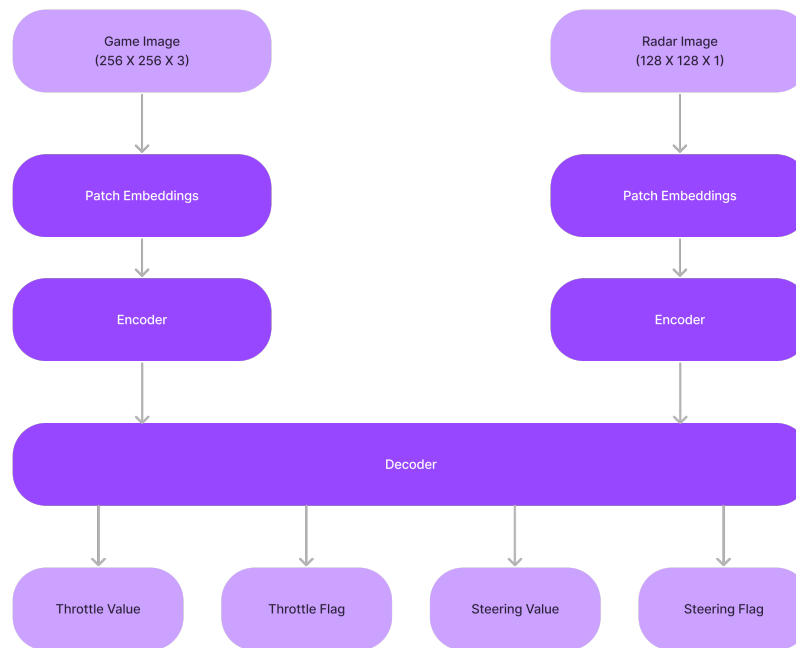 Game Image
(256 X 256 X 3)
Radar Image
(128 X 128 X 1)
Patch Embeddings
Patch Embeddings
Encoder
Encoder
Decoder
Throttle Value
Throttle Flag
Steering Value
Steering Flag